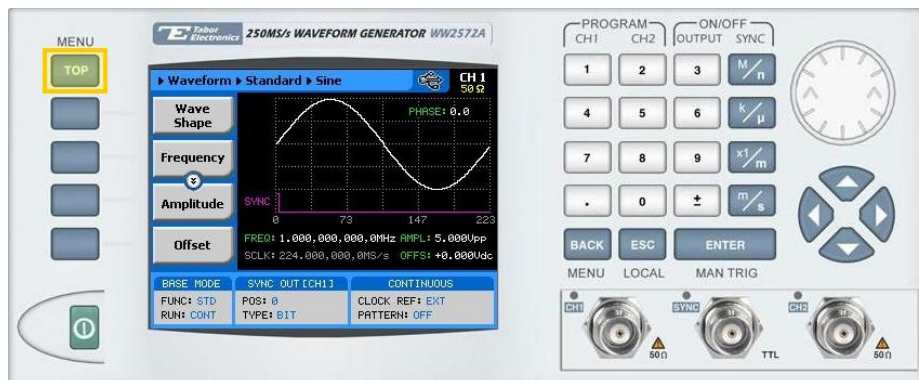 MENU
TOP
Tabor Electronics 250MS/s WAVEFORM GENERATOR WW2572A
Waveform Standard Sine
CH 1
50 Ω
Wave Shape
Frequency
Amplitude
Offset
PHASE: 0.0
SYNC
0 73 147 223
FREQ: 1.000,000,000,0MHz AMPL: 5.000Vpp
SCLK: 224.000,000,0MS/s OFFS: +0.000Vdc
BASE MODE
FUNC: STD
RUN: CONT
SYNC OUT [CH1]
POS: 0
TYPE: BIT
CONTINUOUS
CLOCK REF: EXT
PATTERN: OFF
PROGRAM ON/OFF
CH1 CH2 OUTPUT SYNC
1 2 3 M/n
4 5 6 k/μ
7 8 9 x1/m
. 0 ± m/s
BACK ESC ENTER
MENU LOCAL MAN TRIG
CH1 SYNC CH2
50Ω TTL 50Ω